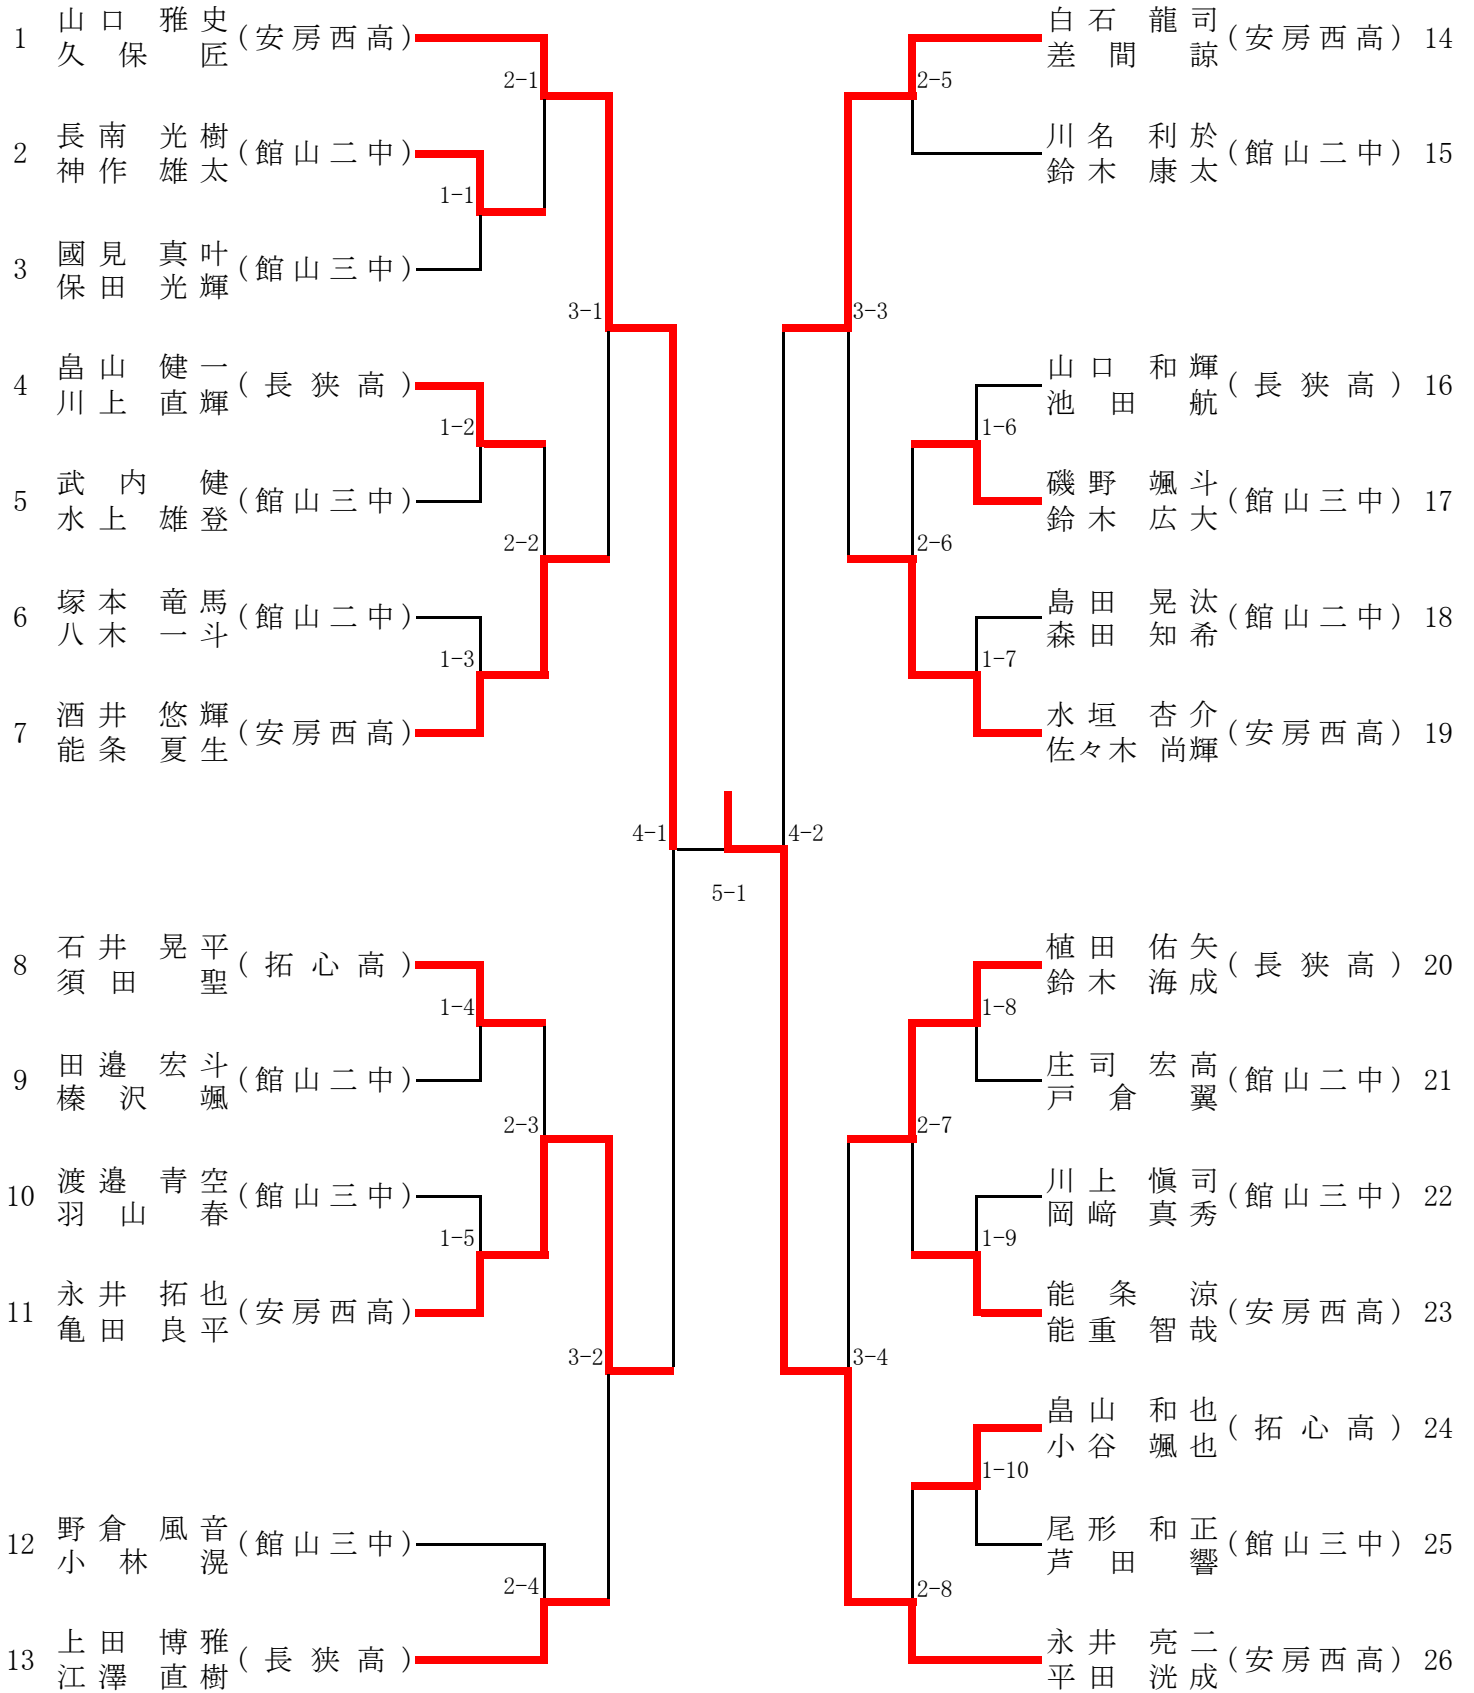 1 山口 雅史 (安房西高)
久保 匠
2-1
2 長南 光樹 (館山二中)
神作 雄太
1-1
3 國見 真叶 (館山三中)
保田 光輝
3-1
4 畠山 健一 (長狭高)
川上 直輝
1-2
5 武内 健 (館山三中)
水上 雄登
2-2
6 塚本 竜馬 (館山二中)
八木 一斗
1-3
7 酒井 悠輝 (安房西高)
能条 夏生
4-1
5-1
8 石井 晃平 (拓心高)
須田 聖
1-4
9 田邉 宏斗 (館山二中)
榛沢 颯
2-3
10 渡邉 青空 (館山三中)
羽山 春
1-5
11 永井 拓也 (安房西高)
亀田 良平
3-2
12 野倉 風音 (館山三中)
小林 滉
2-4
13 上田 博雅 (長狭高)
江澤 直樹
白石 龍司 (安房西高) 14
差間 諒
2-5
川名 利於 (館山二中) 15
鈴木 康太
3-3
山口 和輝 (長狭高) 16
池田 航
1-6
磯野 颯斗 (館山三中) 17
鈴木 広大
2-6
島田 晃汰 (館山二中) 18
森田 知希
1-7
水垣 杏介 (安房西高) 19
佐々木 尚輝
4-2
植田 佑矢 (長狭高) 20
鈴木 海成
1-8
庄司 宏高 (館山二中) 21
戸倉 翼
2-7
川上 愼司 (館山三中) 22
岡﨑 真秀
1-9
能条 涼 (安房西高) 23
能重 智哉
3-4
畠山 和也 (拓心高) 24
小谷 颯也
1-10
尾形 和正 (館山三中) 25
芦田 響
2-8
永井 亮二 (安房西高) 26
平田 洸成